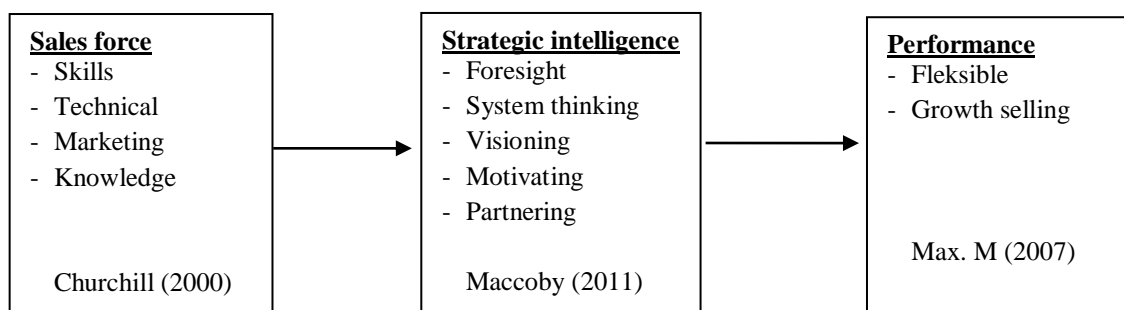 Sales force
- Skills
- Technical
- Marketing
- Knowledge
Churchill (2000)
Strategic intelligence
- Foresight
- System thinking
- Visioning
- Motivating
- Partnering
Maccoby (2011)
Performance
- Fleksible
- Growth selling
Max. M (2007)